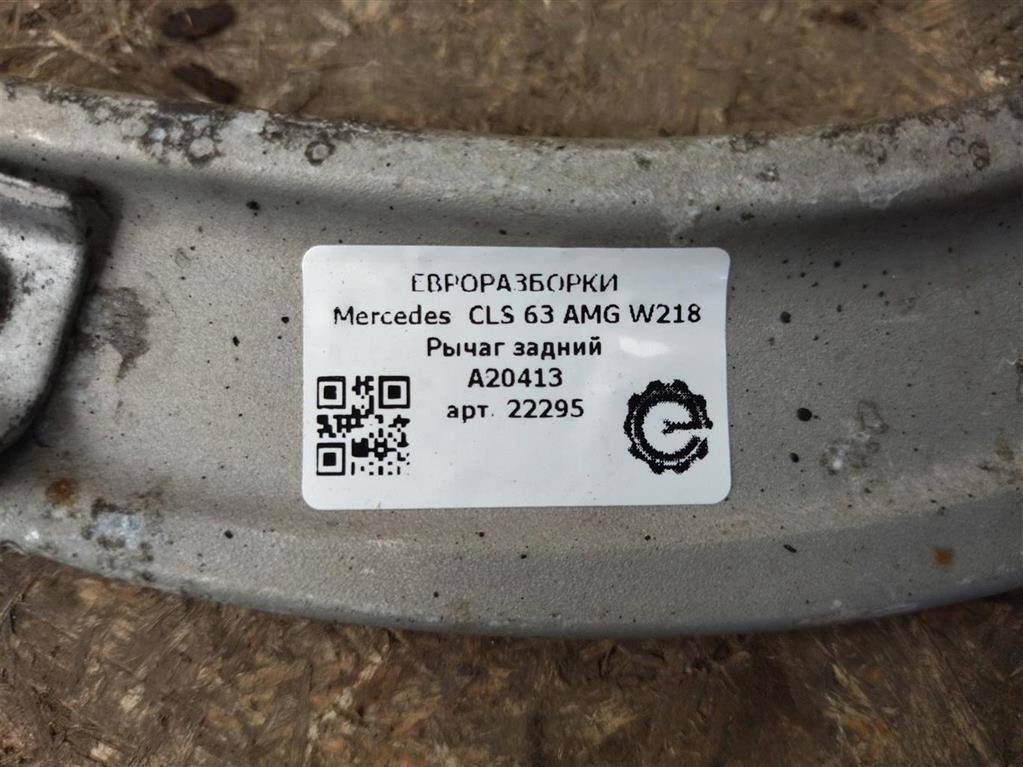 ЕВРОРАЗБОРКИ
Mercedes CLS 63 AMG W218
Рычаг задний
A20413
арт. 22295